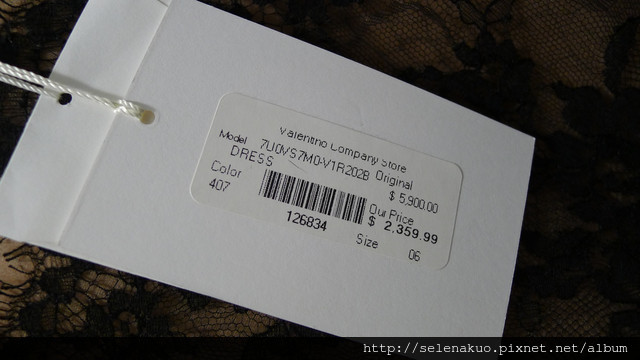 Valentino Company Store
Model 7U0VS7M0-V1R202B
DRESS Original
$ 5,900.00
Color
407
126834
Our Price
$ 2,359.99
Size 06
http://selenakuo.pixnet.net/album